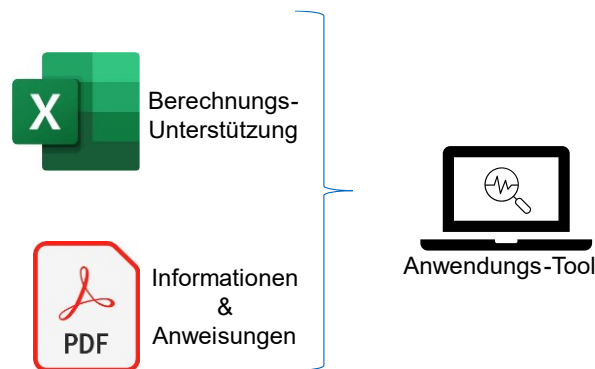 X
Berechnungs-
Unterstützung
Anwendungs-Tool
Informationen
&
Anweisungen
PDF